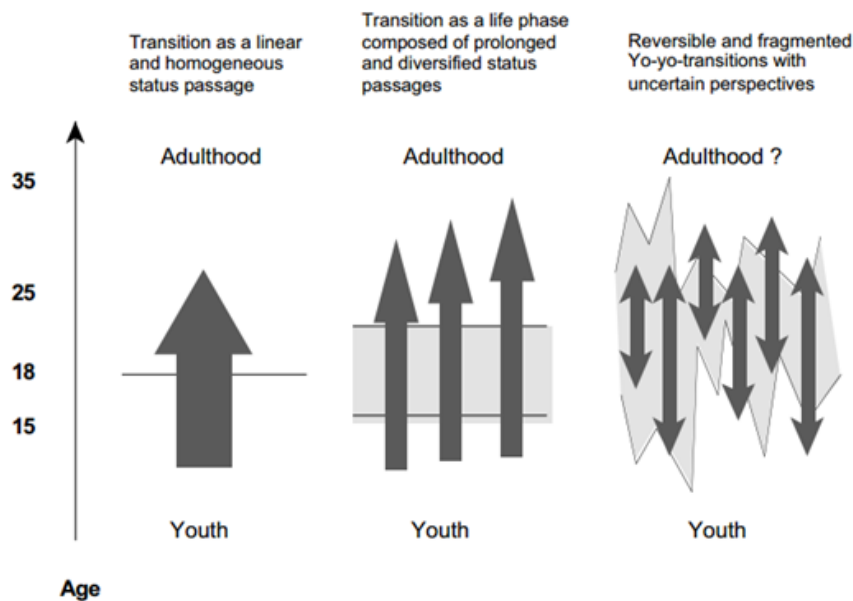 Transition as a linear
and homogeneous
status passage
Transition as a life phase
composed of prolonged
and diversified status
passages
Reversible and fragmented
Yo-yo-transitions with
uncertain perspectives
Adulthood
Adulthood
Adulthood ?
35
25
18
15
Youth
Youth
Youth
Age